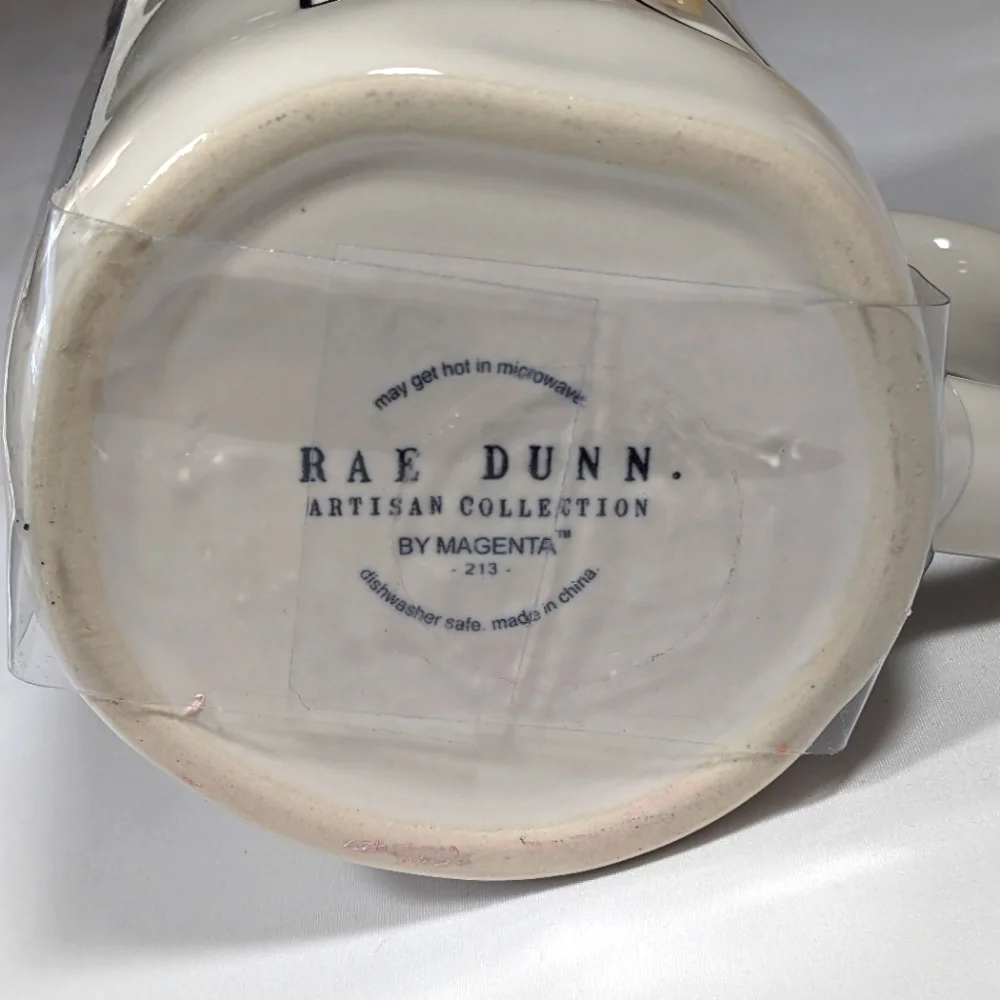 may get hot in microwave.
RAE DUNN.
ARTISAN COLLECTION
BY MAGENTA™
- 213 -
dishwasher safe. made in china.